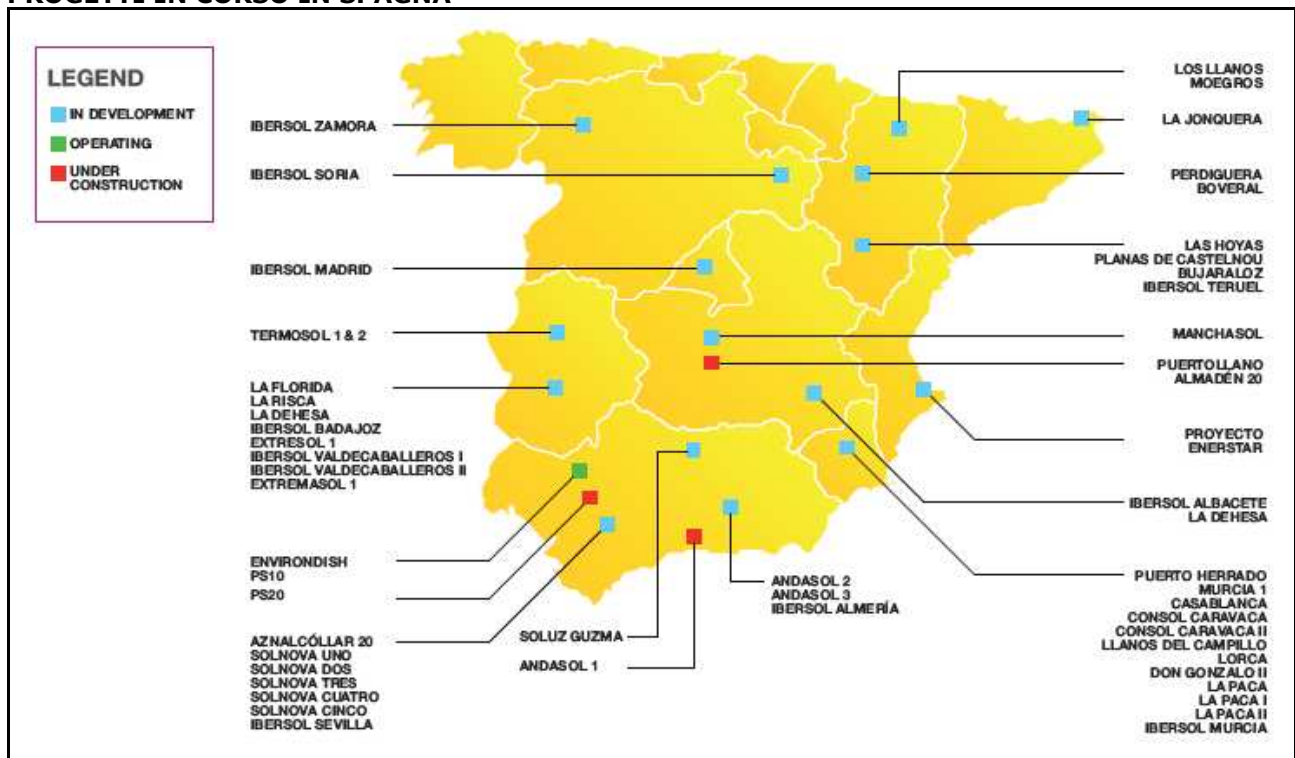 PROGETTI IN CORSO IN SPAGNA
LEGEND
IN DEVELOPMENT
OPERATING
UNDER
CONSTRUCTION
IBERSOL ZAMORA
IBERSOL SORIA
IBERSOL MADRID
TERMOSOL 1 & 2
LA FLORIDA
LA RISCA
LA DEHESA
IBERSOL BADAJOZ
EXTRESOL 1
IBERSOL VALDECABALLEROS I
IBERSOL VALDECABALLEROS II
EXTREMASOL 1
ENVIRONDISH
PS10
PS20
AZNALCÓLLAR 20
SOLNOVA UNO
SOLNOVA DOS
SOLNOVA TRES
SOLNOVA CUATRO
SOLNOVA CINCO
IBERSOL SEVILLA
SOLUZ GUZMA
ANDASOL 1
ANDASOL 2
ANDASOL 3
IBERSOL ALMERÍA
LOS LLANOS
MOEGROS
LA JONQUERA
PERDIGUERA
BOVERAL
LAS HOYAS
PLANAS DE CASTELNOU
BUJARALOZ
IBERSOL TERUEL
MANCHASOL
PUERTOLLANO
ALMADÉN 20
PROYECTO
ENERSTAR
IBERSOL ALBACETE
LA DEHESA
PUERTO HERRADO
MURCIA 1
CASABLANCA
CONSOL CARAVACA
CONSOL CARAVACA II
LLANOS DEL CAMPILLO
LORCA
DON GONZALO II
LA PACA
LA PACA I
LA PACA II
IBERSOL MURCIA